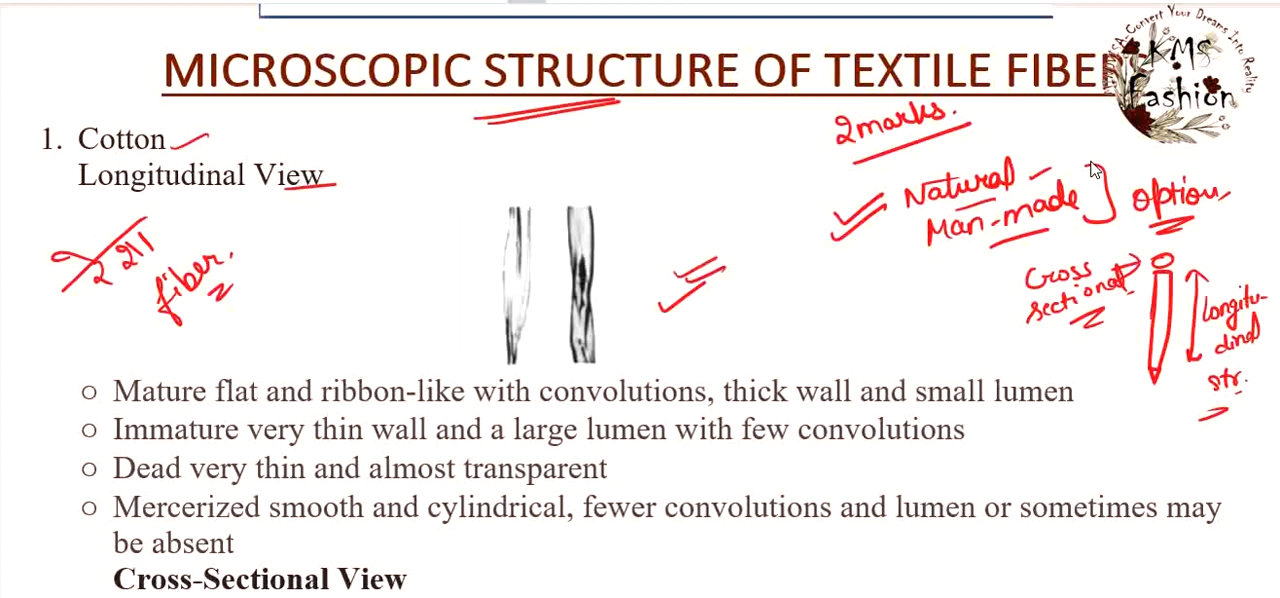 MICROSCOPIC STRUCTURE OF TEXTILE FIBE
Convert Your Dreams Into Reality
KMS
Fashion
2 marks.
1. Cotton
Longitudinal View
Natural -
Man-made } option
fiber.
Cross
sectional
longitu-
dinal
str.
○ Mature flat and ribbon-like with convolutions, thick wall and small lumen
○ Immature very thin wall and a large lumen with few convolutions
○ Dead very thin and almost transparent
○ Mercerized smooth and cylindrical, fewer convolutions and lumen or sometimes may
be absent
Cross-Sectional View